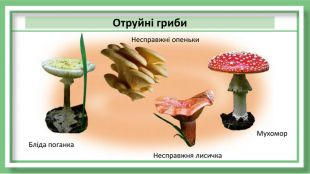 Отруйні гриби
Несправжні опеньки
Мухомор
Бліда поганка
Несправжня лисичка